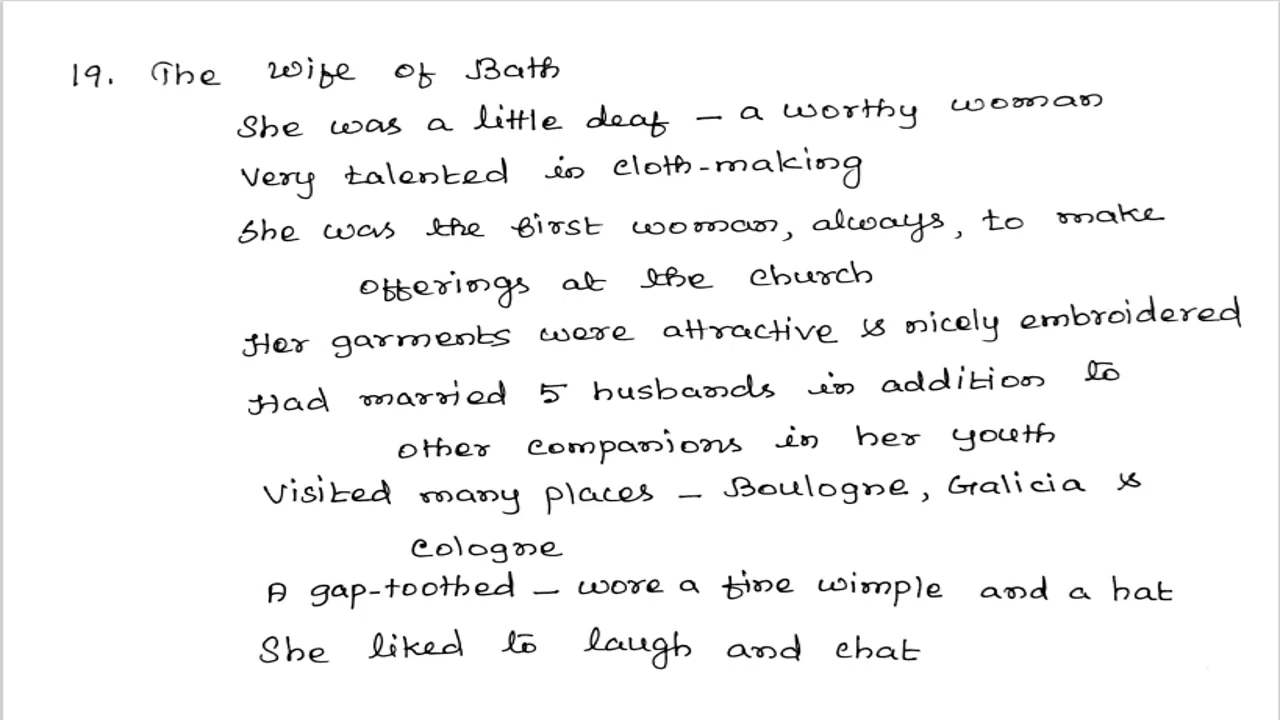 19. The Wife of Bath
She was a little deaf - a worthy woman
Very talented in cloth-making
She was the first woman, always, to make
offerings at the church
Her garments were attractive & nicely embroidered
Had married 5 husbands in addition to
other companions in her youth
Visited many places - Boulogne, Galicia &
Cologne
A gap-toothed - wore a fine wimple and a hat
She liked to laugh and chat